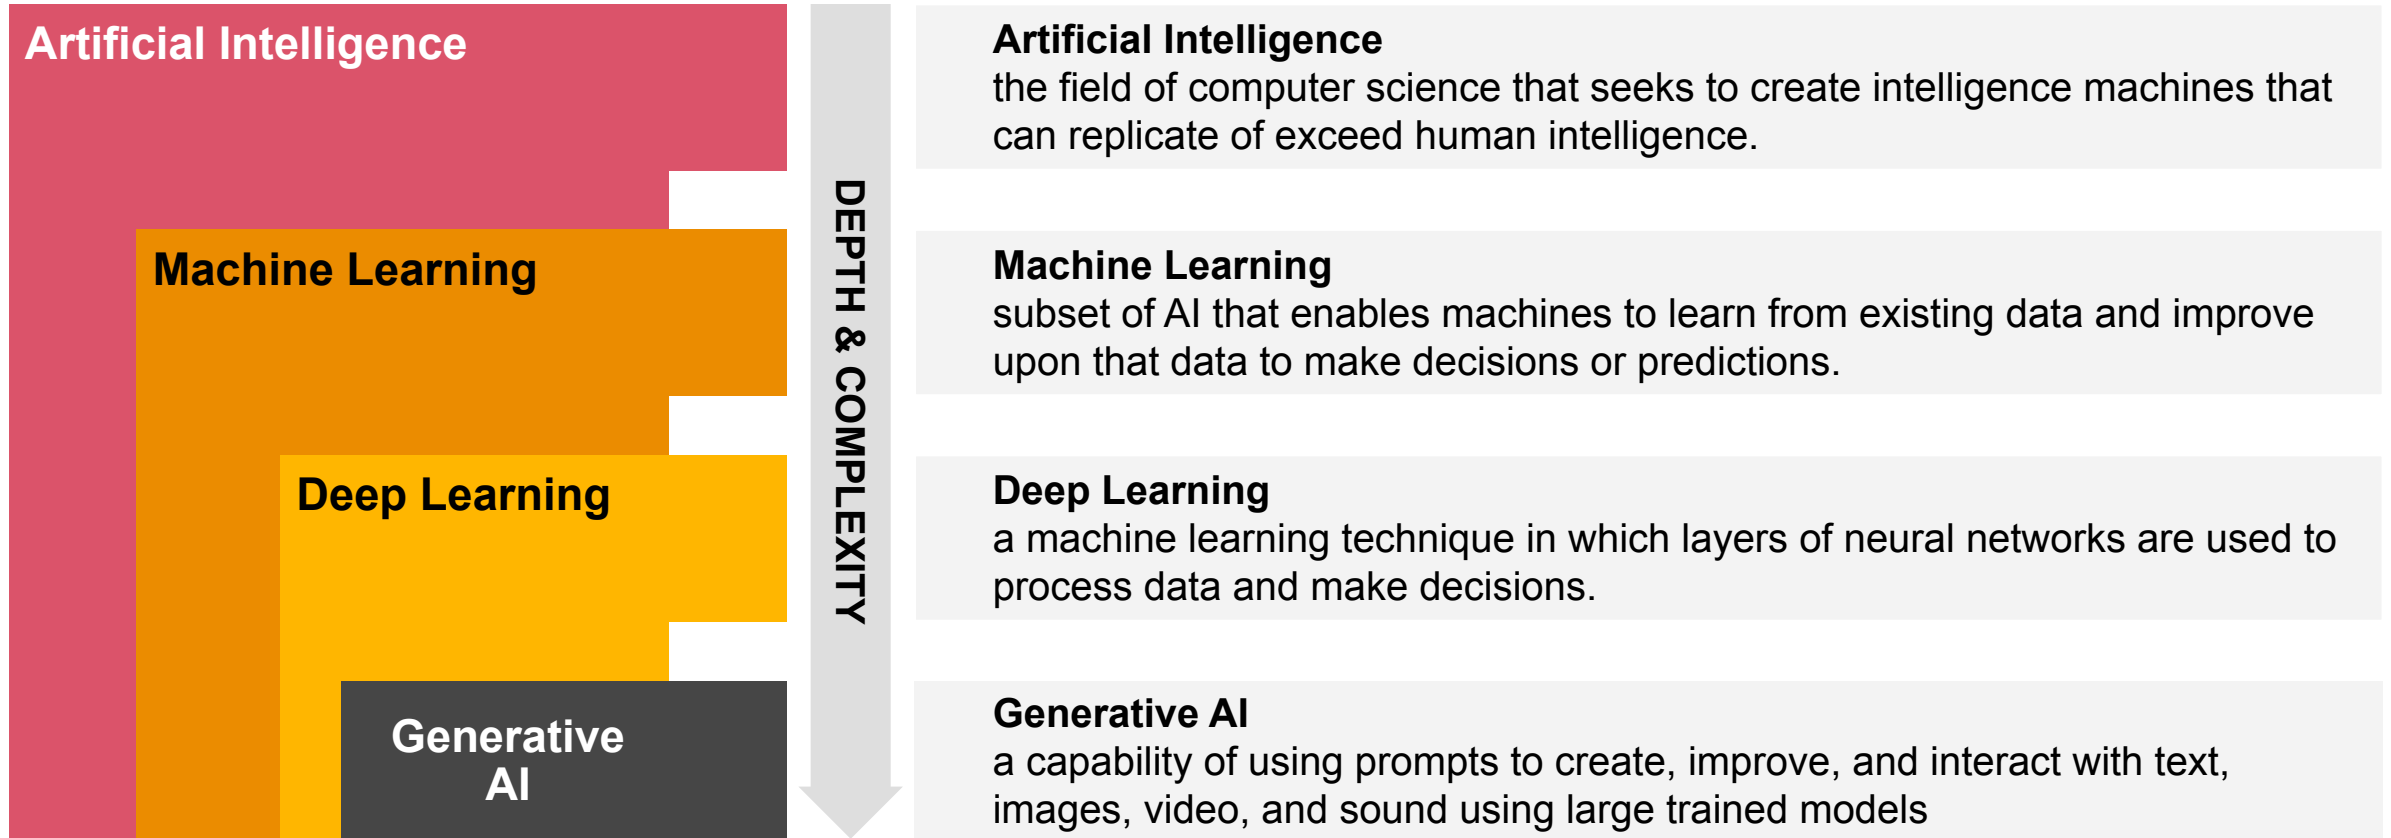 Artificial Intelligence
Machine Learning
Deep Learning
Generative
AI
DEPTH & COMPLEXITY
Artificial Intelligence
the field of computer science that seeks to create intelligence machines that
can replicate of exceed human intelligence.
Machine Learning
subset of AI that enables machines to learn from existing data and improve
upon that data to make decisions or predictions.
Deep Learning
a machine learning technique in which layers of neural networks are used to
process data and make decisions.
Generative AI
a capability of using prompts to create, improve, and interact with text,
images, video, and sound using large trained models